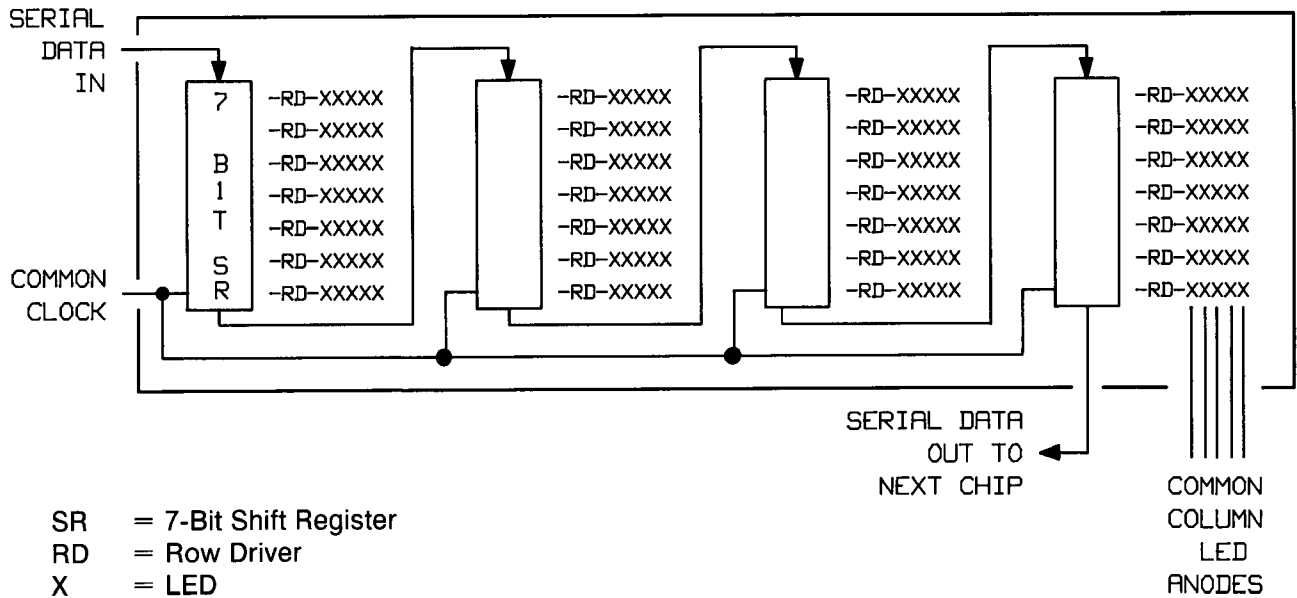 SERIAL
DATA
IN
7 B1T SR
-RD-XXXXX -RD-XXXXX -RD-XXXXX -RD-XXXXX
-RD-XXXXX -RD-XXXXX -RD-XXXXX -RD-XXXXX
-RD-XXXXX -RD-XXXXX -RD-XXXXX -RD-XXXXX
-RD-XXXXX -RD-XXXXX -RD-XXXXX -RD-XXXXX
-RD-XXXXX -RD-XXXXX -RD-XXXXX -RD-XXXXX
-RD-XXXXX -RD-XXXXX -RD-XXXXX -RD-XXXXX
-RD-XXXXX -RD-XXXXX -RD-XXXXX -RD-XXXXX
COMMON
CLOCK
SERIAL DATA
OUT TO
NEXT CHIP
COMMON
COLUMN
LED
ANODES
SR = 7-Bit Shift Register
RD = Row Driver
X = LED